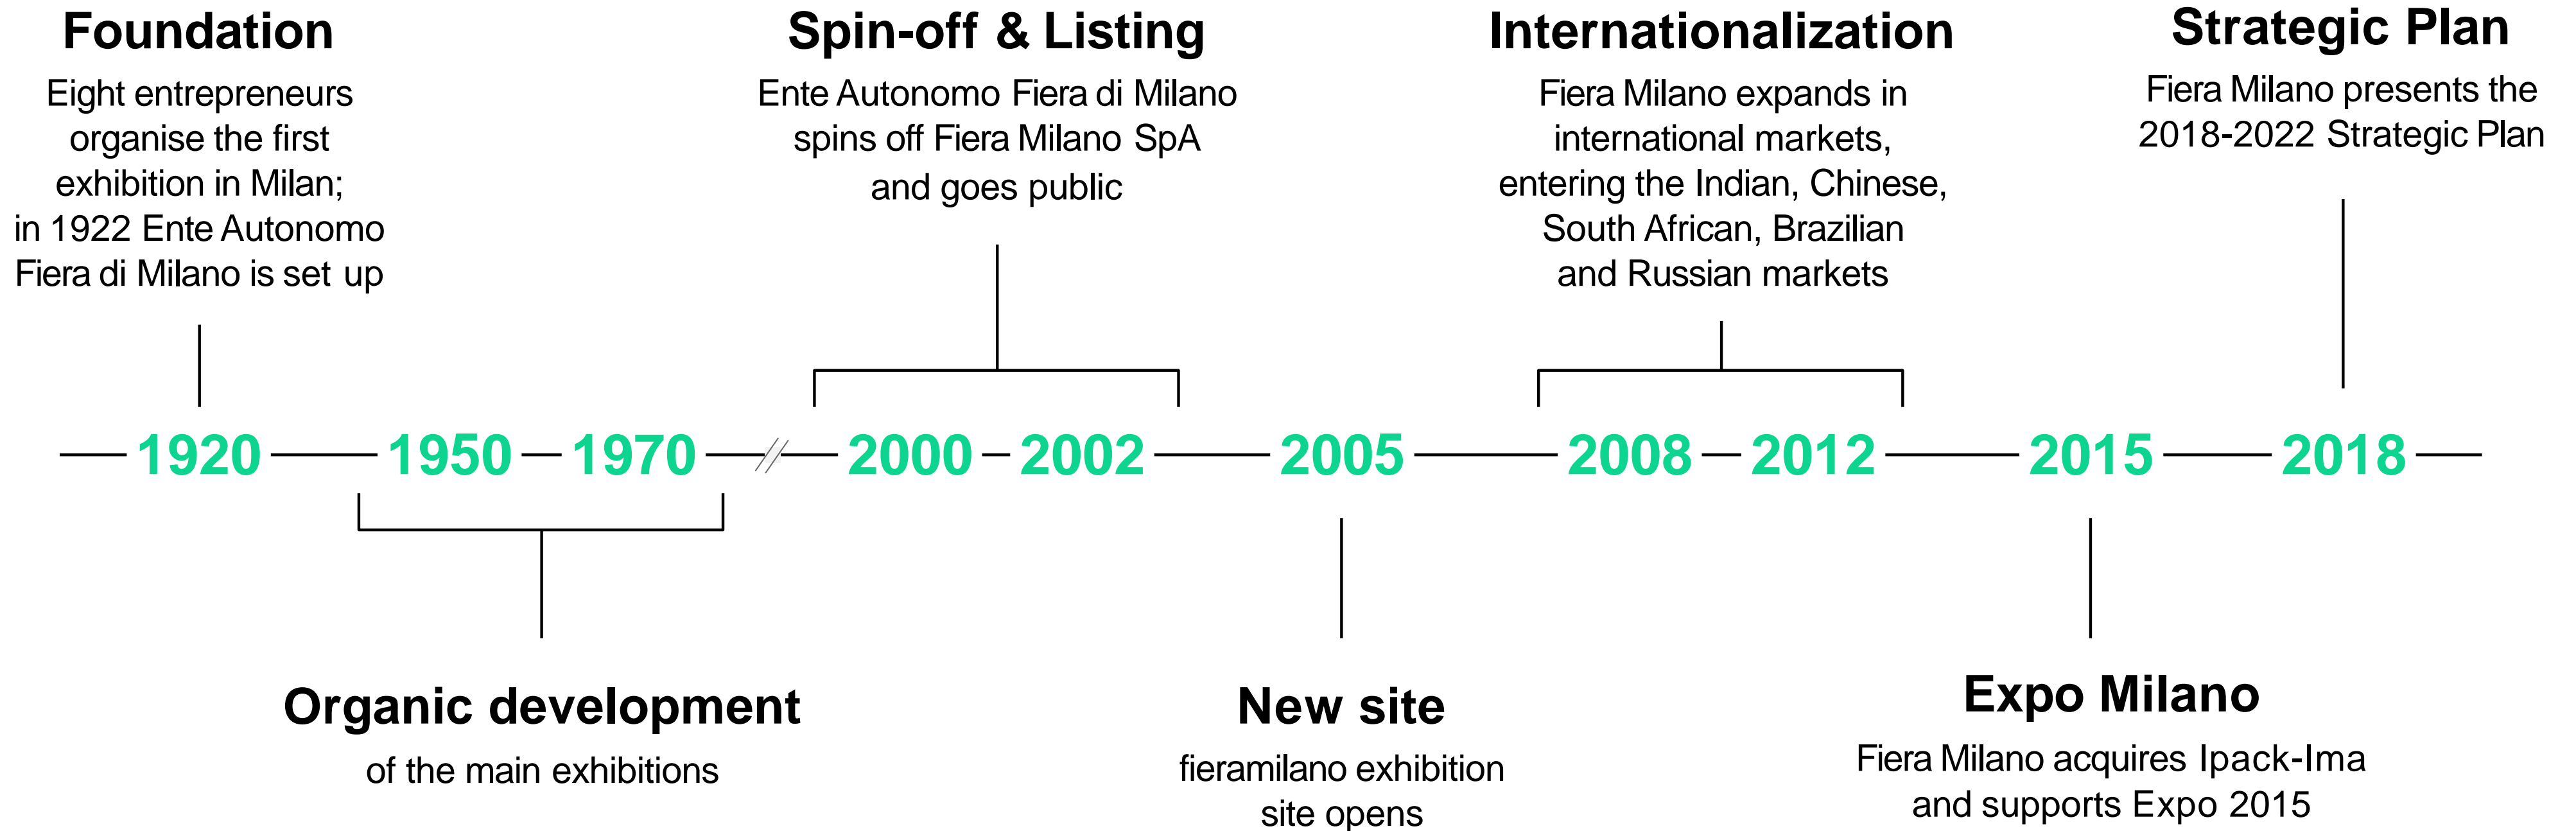 Foundation
Eight entrepreneurs
organise the first
exhibition in Milan;
in 1922 Ente Autonomo
Fiera di Milano is set up
Spin-off & Listing
Ente Autonomo Fiera di Milano
spins off Fiera Milano SpA
and goes public
Internationalization
Fiera Milano expands in
international markets,
entering the Indian, Chinese,
South African, Brazilian
and Russian markets
Strategic Plan
Fiera Milano presents the
2018-2022 Strategic Plan
1920 1950 1970 // 2000 2002 2005 2008 2012 2015 2018
Organic development
of the main exhibitions
New site
fieramilano exhibition
site opens
Expo Milano
Fiera Milano acquires Ipack-Ima
and supports Expo 2015